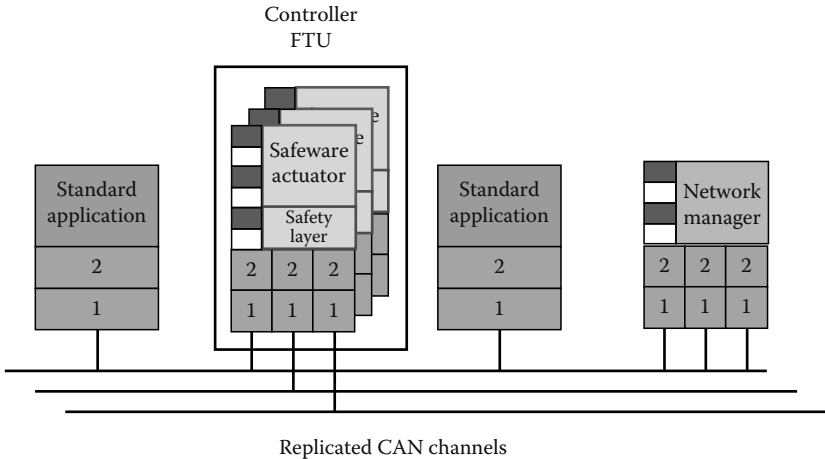 Controller
FTU
Standard
application
2
1
Safeware
actuator
Safety
layer
2 2 2
1 1 1
e
e
Standard
application
2
1
Network
manager
2 2 2
1 1 1
Replicated CAN channels